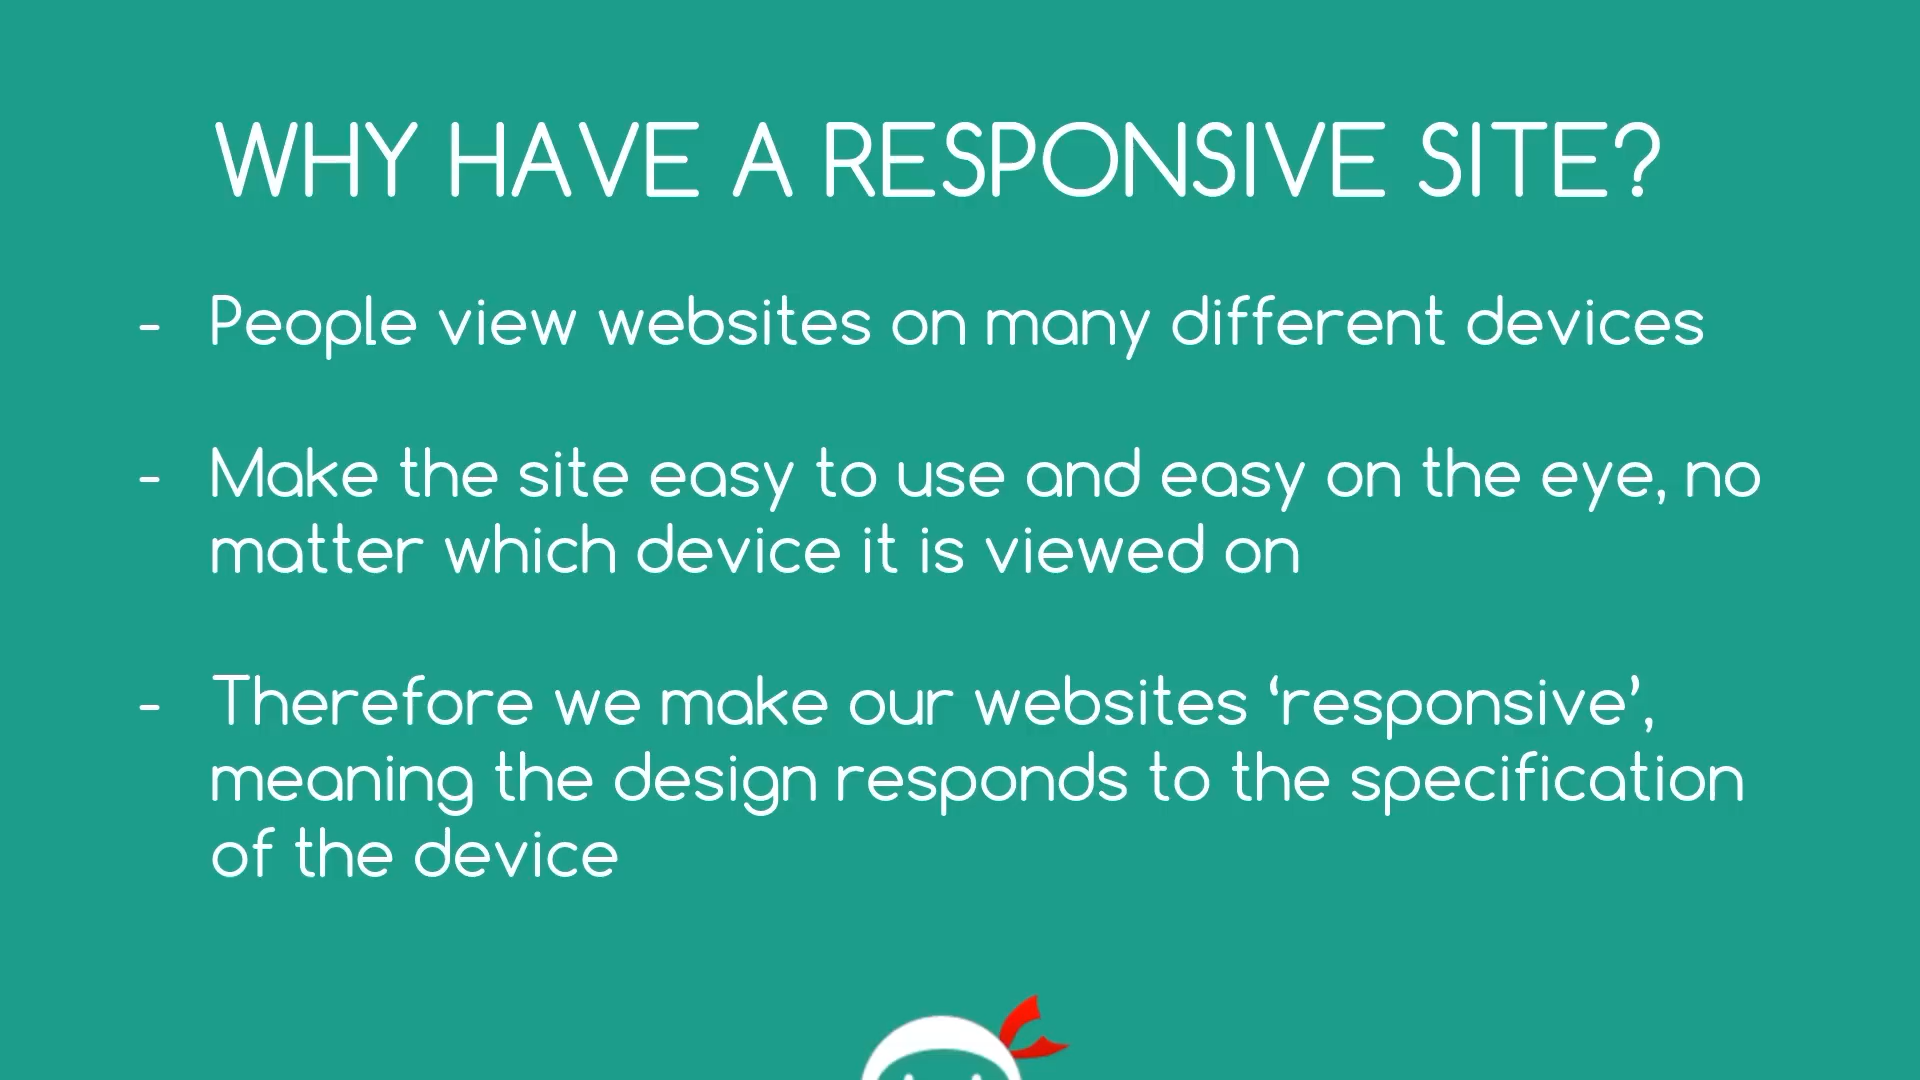 WHY HAVE A RESPONSIVE SITE?
- People view websites on many different devices
- Make the site easy to use and easy on the eye, no
matter which device it is viewed on
- Therefore we make our websites ‘responsive’,
meaning the design responds to the specification
of the device